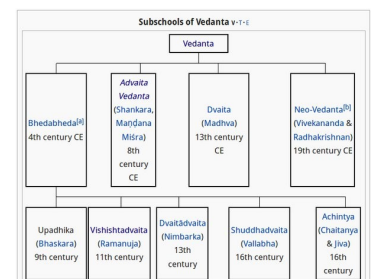 Subschools of Vedanta V·T·E
Vedanta
Bhedabheda[a]
4th century CE
Advaita
Vedanta
(Shankara,
Maṇḍana
Miśra)
8th
century
CE
Dvaita
(Madhva)
13th century
CE
Neo-Vedanta[b]
(Vivekananda &
Radhakrishnan)
19th century CE
Upadhika
(Bhaskara)
9th century
Vishishtadvaita
(Ramanuja)
11th century
Dvaitādvaita
(Nimbarka)
13th
century
Shuddhadvaita
(Vallabha)
16th century
Achintya
(Chaitanya
& Jiva)
16th
century